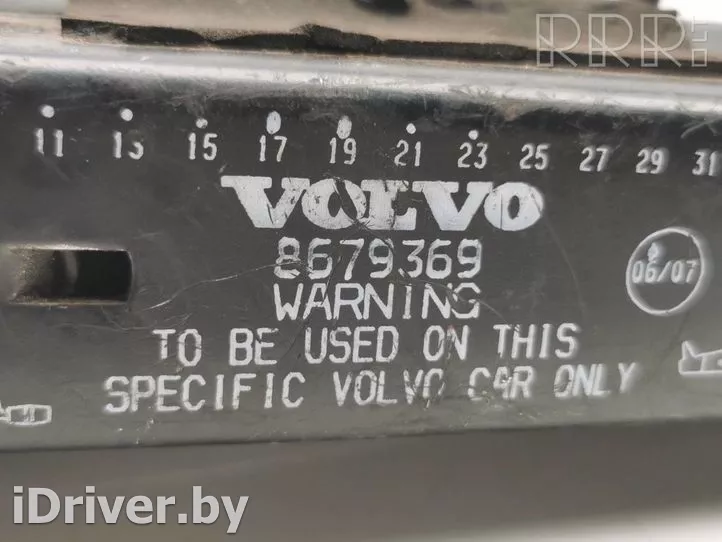 RRR
11 13 15 17 19 21 23 25 27 29 31
VOLVO
8679369
WARNING
06/07
TO BE USED ON THIS
SPECIFIC VOLVO CAR ONLY
iDriver.by